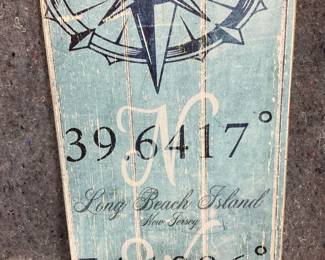 N
39.6417°
Long Beach Island
New Jersey
W